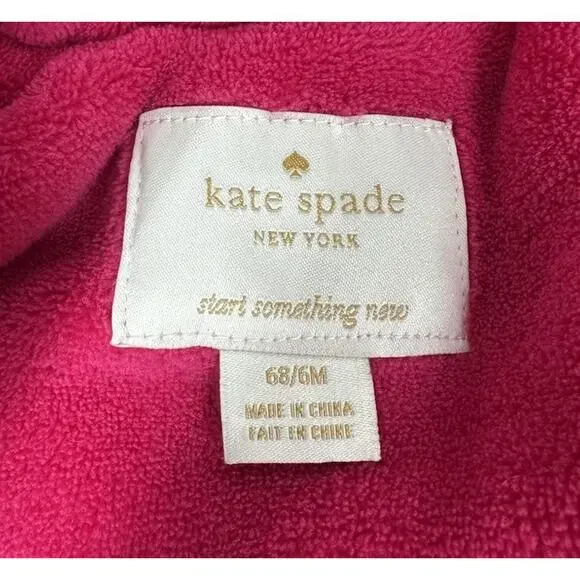 kate spade
NEW YORK
start something new
68/6M
MADE IN CHINA
FAIT EN CHINE